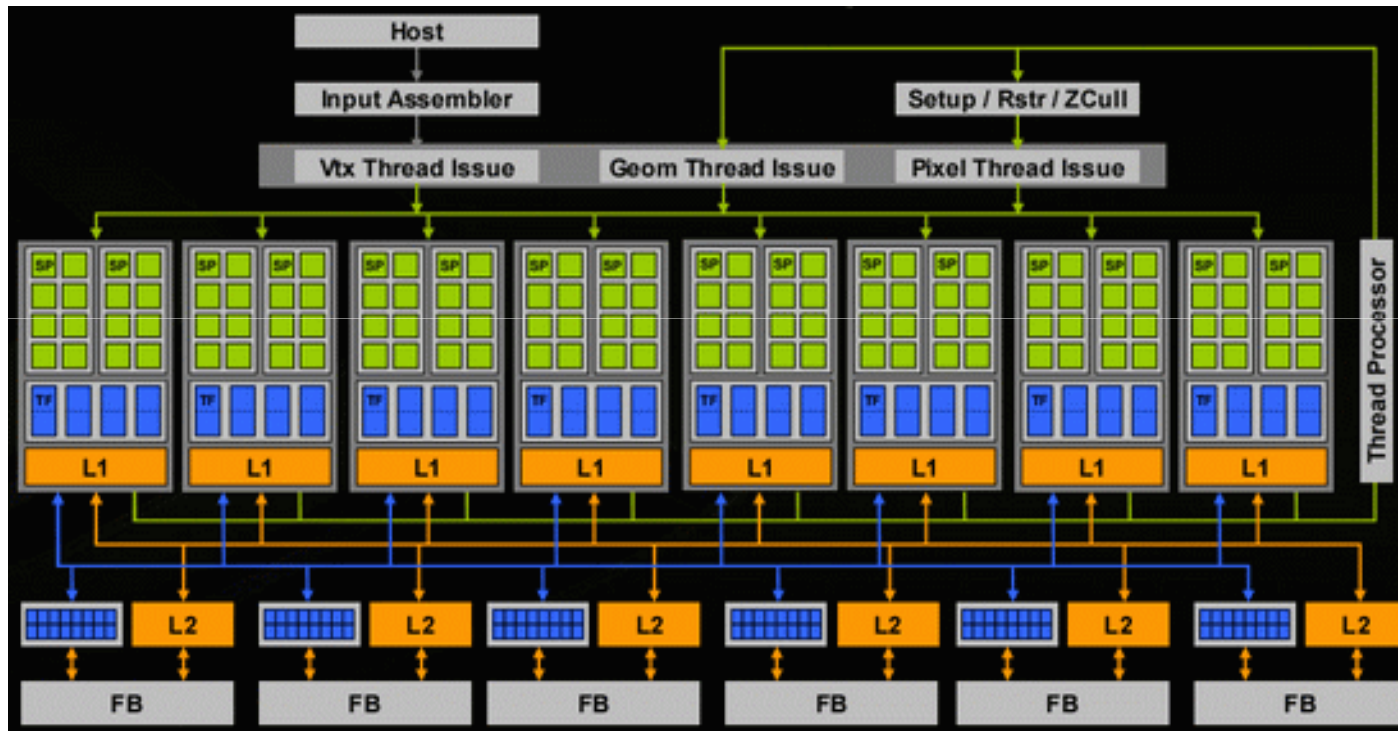 Host
Input Assembler
Setup / Rstr / ZCull
Vtx Thread Issue
Geom Thread Issue
Pixel Thread Issue
SP SP SP SP SP SP SP SP SP SP SP SP SP SP SP SP
Thread Processor
TF TF TF TF TF TF TF TF
L1 L1 L1 L1 L1 L1 L1 L1
L2 L2 L2 L2 L2 L2
FB FB FB FB FB FB